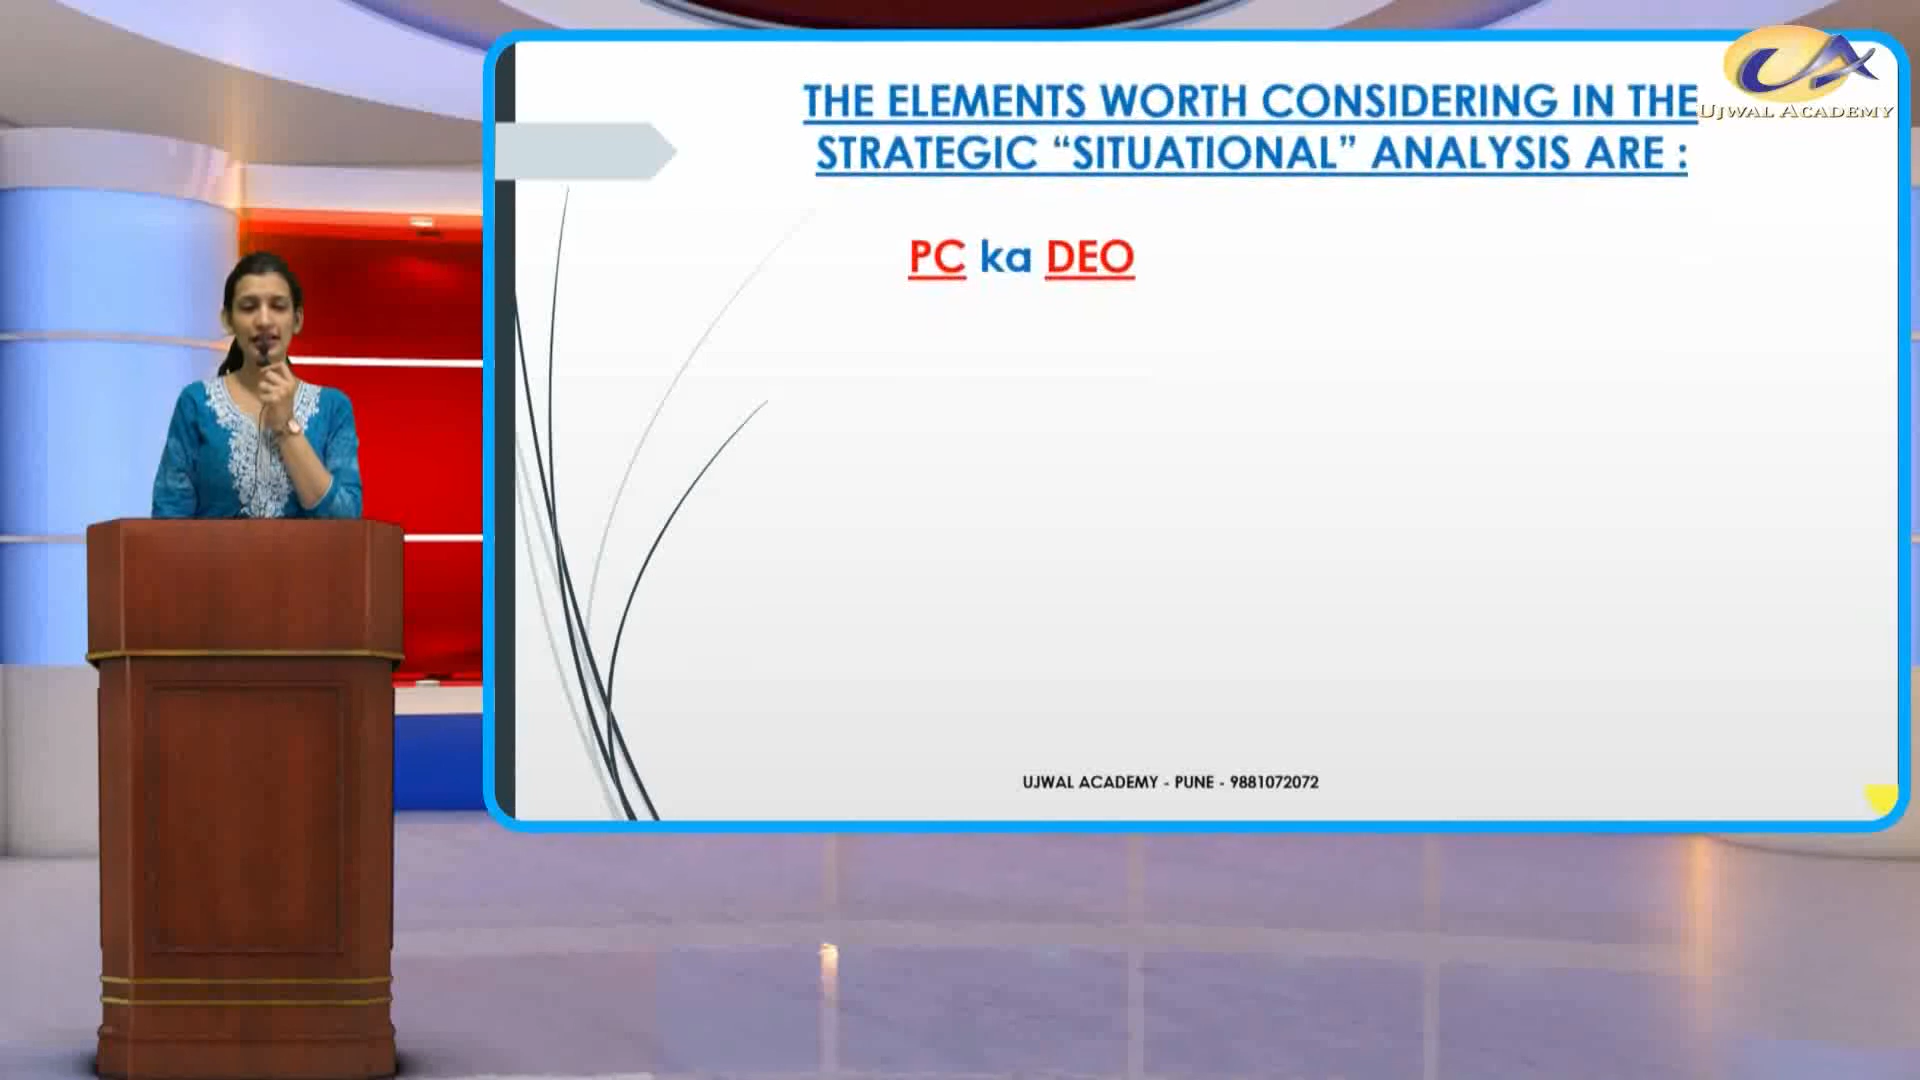 THE ELEMENTS WORTH CONSIDERING IN THE
STRATEGIC “SITUATIONAL” ANALYSIS ARE :
UJWAL ACADEMY
PC ka DEO
UJWAL ACADEMY - PUNE - 9881072072